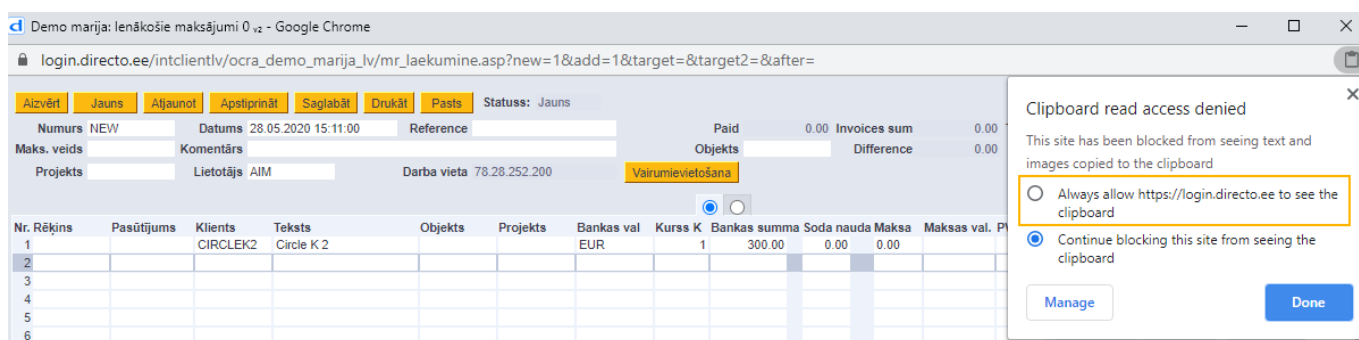 Demo marija: Ienākošie maksājumi 0 v2 - Google Chrome
login.directo.ee/intclientlv/ocra_demo_marija_lv/mr_laekumine.asp?new=1&add=1&target=&target2=&after=
Aizvērt Jauns Atjaunot Apstiprināt Saglabāt Drukāt Pasts Statuss: Jauns
Numurs NEW Datums 28.05.2020 15:11:00 Reference Paid 0.00 Invoices sum 0.00
Maks. veids Komentārs Objekts Difference 0.00
Projekts Lietotājs AIM Darba vieta 78.28.252.200 Vairumievietošana
Nr. Rēķins Pasūtījums Klients Teksts Objekts Projekts Bankas val Kurss K Bankas summa Soda nauda Maksa Maksas val.
1 CIRCLEK2 Circle K 2 EUR 1 300.00 0.00 0.00
2
3
4
5
6
Clipboard read access denied
This site has been blocked from seeing text and
images copied to the clipboard
Always allow https://login.directo.ee to see the
clipboard
Continue blocking this site from seeing the
clipboard
Manage Done